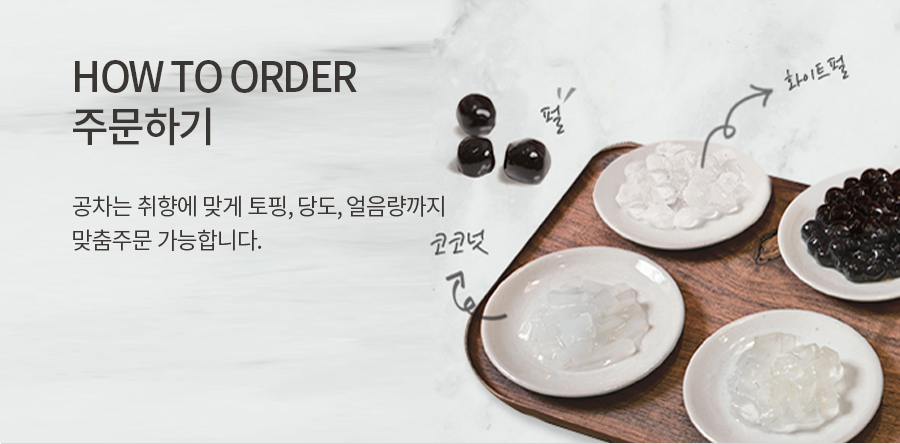 HOW TO ORDER
주문하기
공차는 취향에 맞게 토핑, 당도, 얼음량까지
맞춤주문 가능합니다.
펄
화이트펄
코코넛